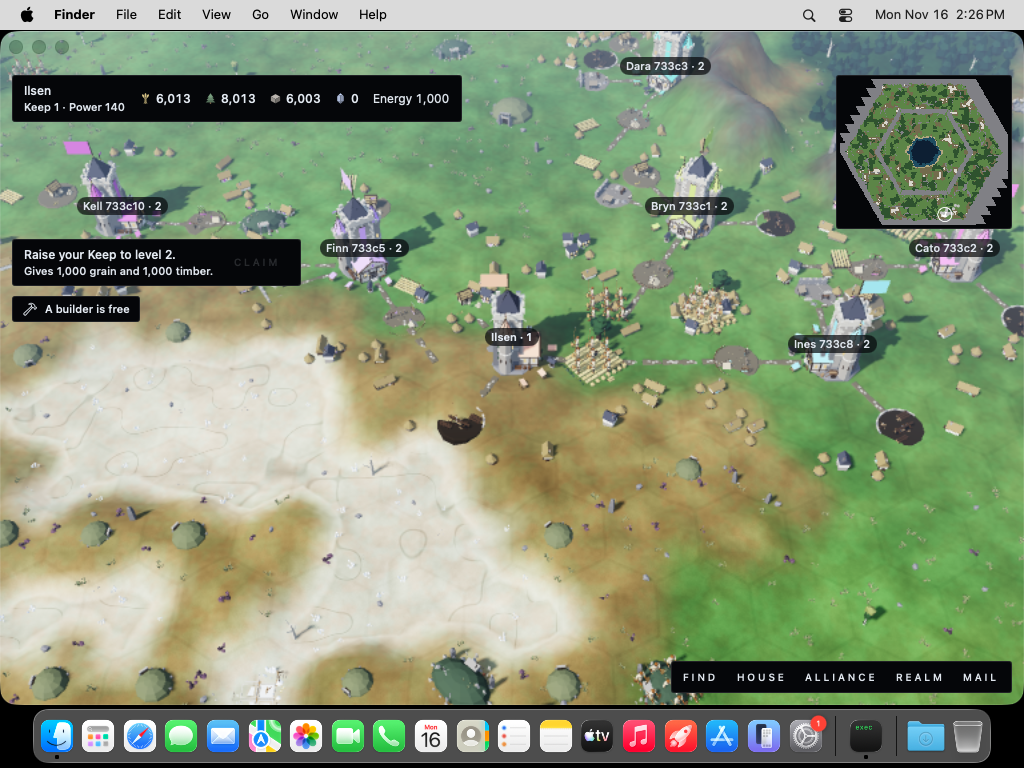 Finder File Edit View Go Window Help Mon Nov 16 2:26 PM
Dara 733c3 · 2
Ilsen
Keep 1 · Power 140
6,013 8,013 6,003 0 Energy 1,000
Kell 733c10 · 2
Bryn 733c1 · 2
Finn 733c5 · 2
Cato 733c2 · 2
Raise your Keep to level 2.
Gives 1,000 grain and 1,000 timber.
CLAIM
A builder is free
Ilsen · 1
Ines 733c8 · 2
FIND HOUSE ALLIANCE REALM MAIL
Mon
16
tv
1
exec